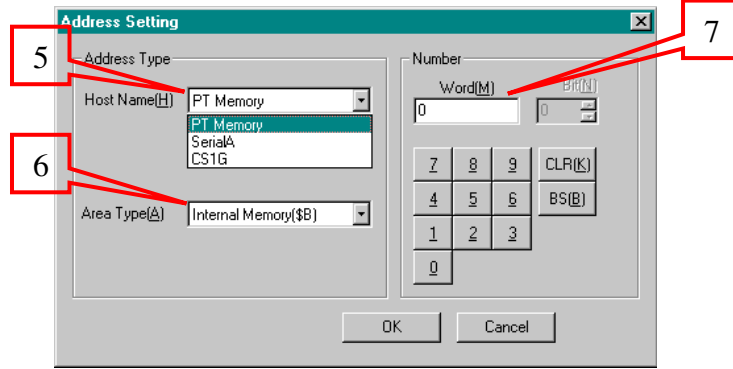 Address Setting
5
7
Address Type
Number
Host Name(H)
PT Memory
PT Memory
SerialA
CS1G
Word(M)
Bit(N)
0
0
6
Area Type(A)
Internal Memory($B)
7 8 9 CLR(K)
4 5 6 BS(B)
1 2 3
0
OK Cancel